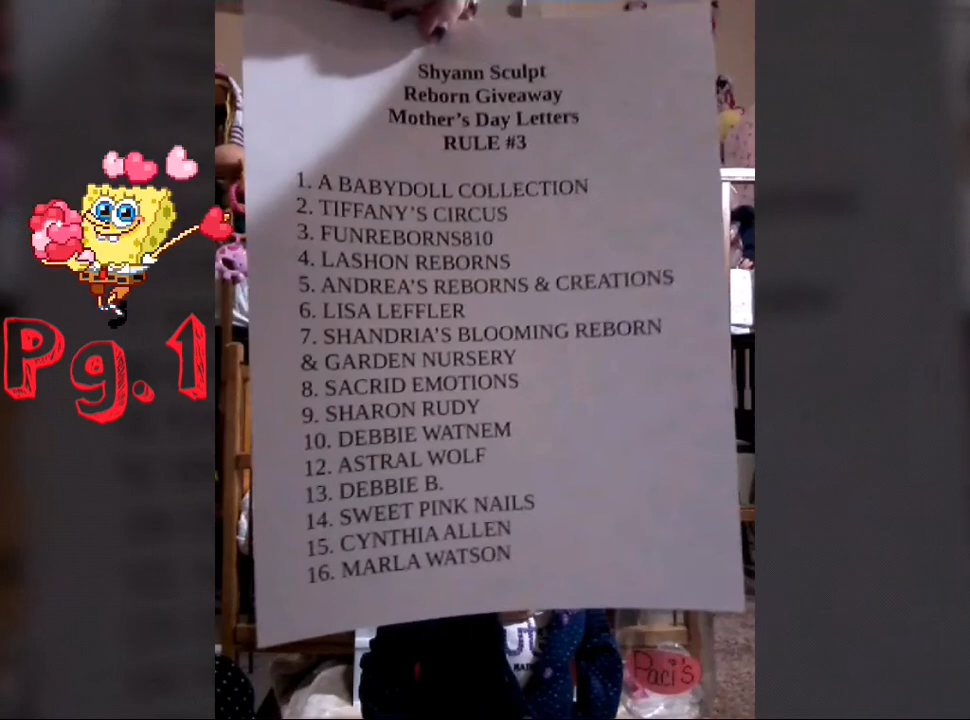 Shyann Sculpt
Reborn Giveaway
Mother's Day Letters
RULE #3
1. A BABYDOLL COLLECTION
2. TIFFANY'S CIRCUS
3. FUNREBORNS810
4. LASHON REBORNS
5. ANDREA'S REBORNS & CREATIONS
6. LISA LEFFLER
7. SHANDRIA'S BLOOMING REBORN
& GARDEN NURSERY
8. SACRID EMOTIONS
9. SHARON RUDY
10. DEBBIE WATNEM
12. ASTRAL WOLF
13. DEBBIE B.
14. SWEET PINK NAILS
15. CYNTHIA ALLEN
16. MARLA WATSON
Pg.1
Paci's